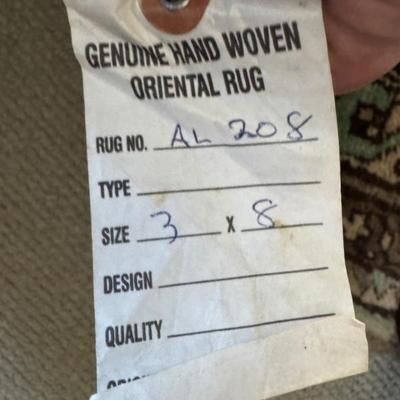 GENUINE HAND WOVEN
ORIENTAL RUG
RUG NO. AL 208
TYPE
SIZE 3 X 8
DESIGN
QUALITY